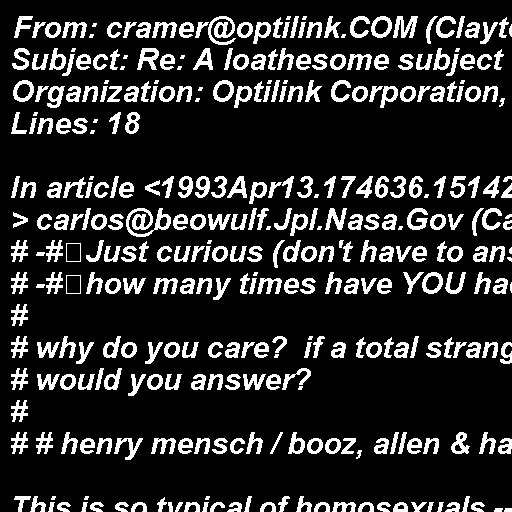 From: cramer@optilink.COM (Clayt
Subject: Re: A loathesome subject
Organization: Optilink Corporation,
Lines: 18
In article <1993Apr13.174636.15142
> carlos@beowulf.Jpl.Nasa.Gov (Ca
# -#□Just curious (don't have to ans
# -#□how many times have YOU ha
#
# why do you care?  if a total strang
# would you answer?
#
# # henry mensch / booz, allen & ha
This is so typical of homosexuals --